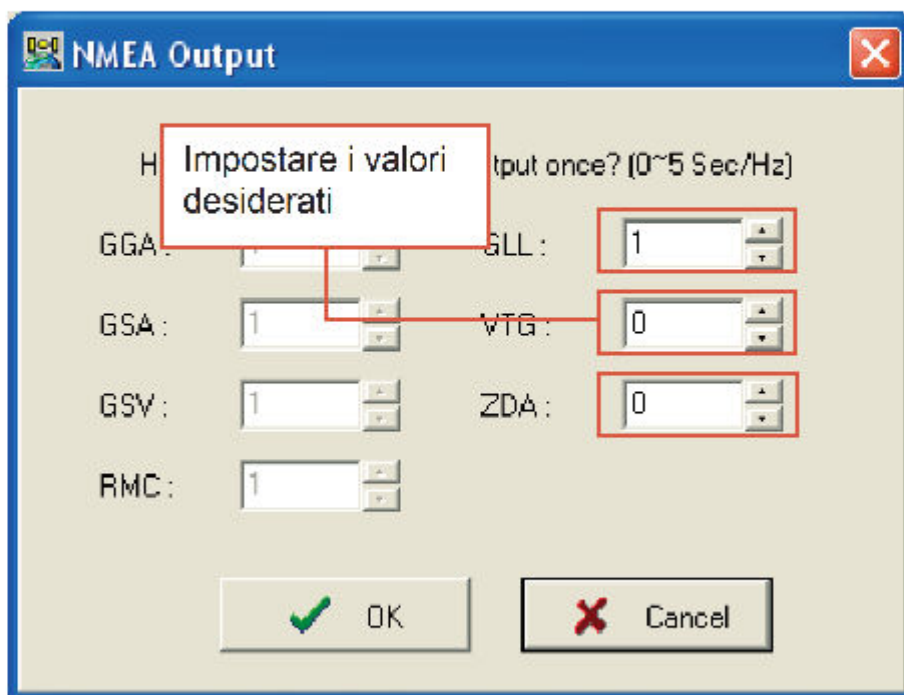 NMEA Output
Impostare i valori
desiderati
once? (0~5 Sec/Hz)
GGA : GLL : 1
GSA : 1 VTG : 0
GSV : 1 ZDA : 0
RMC : 1
OK Cancel